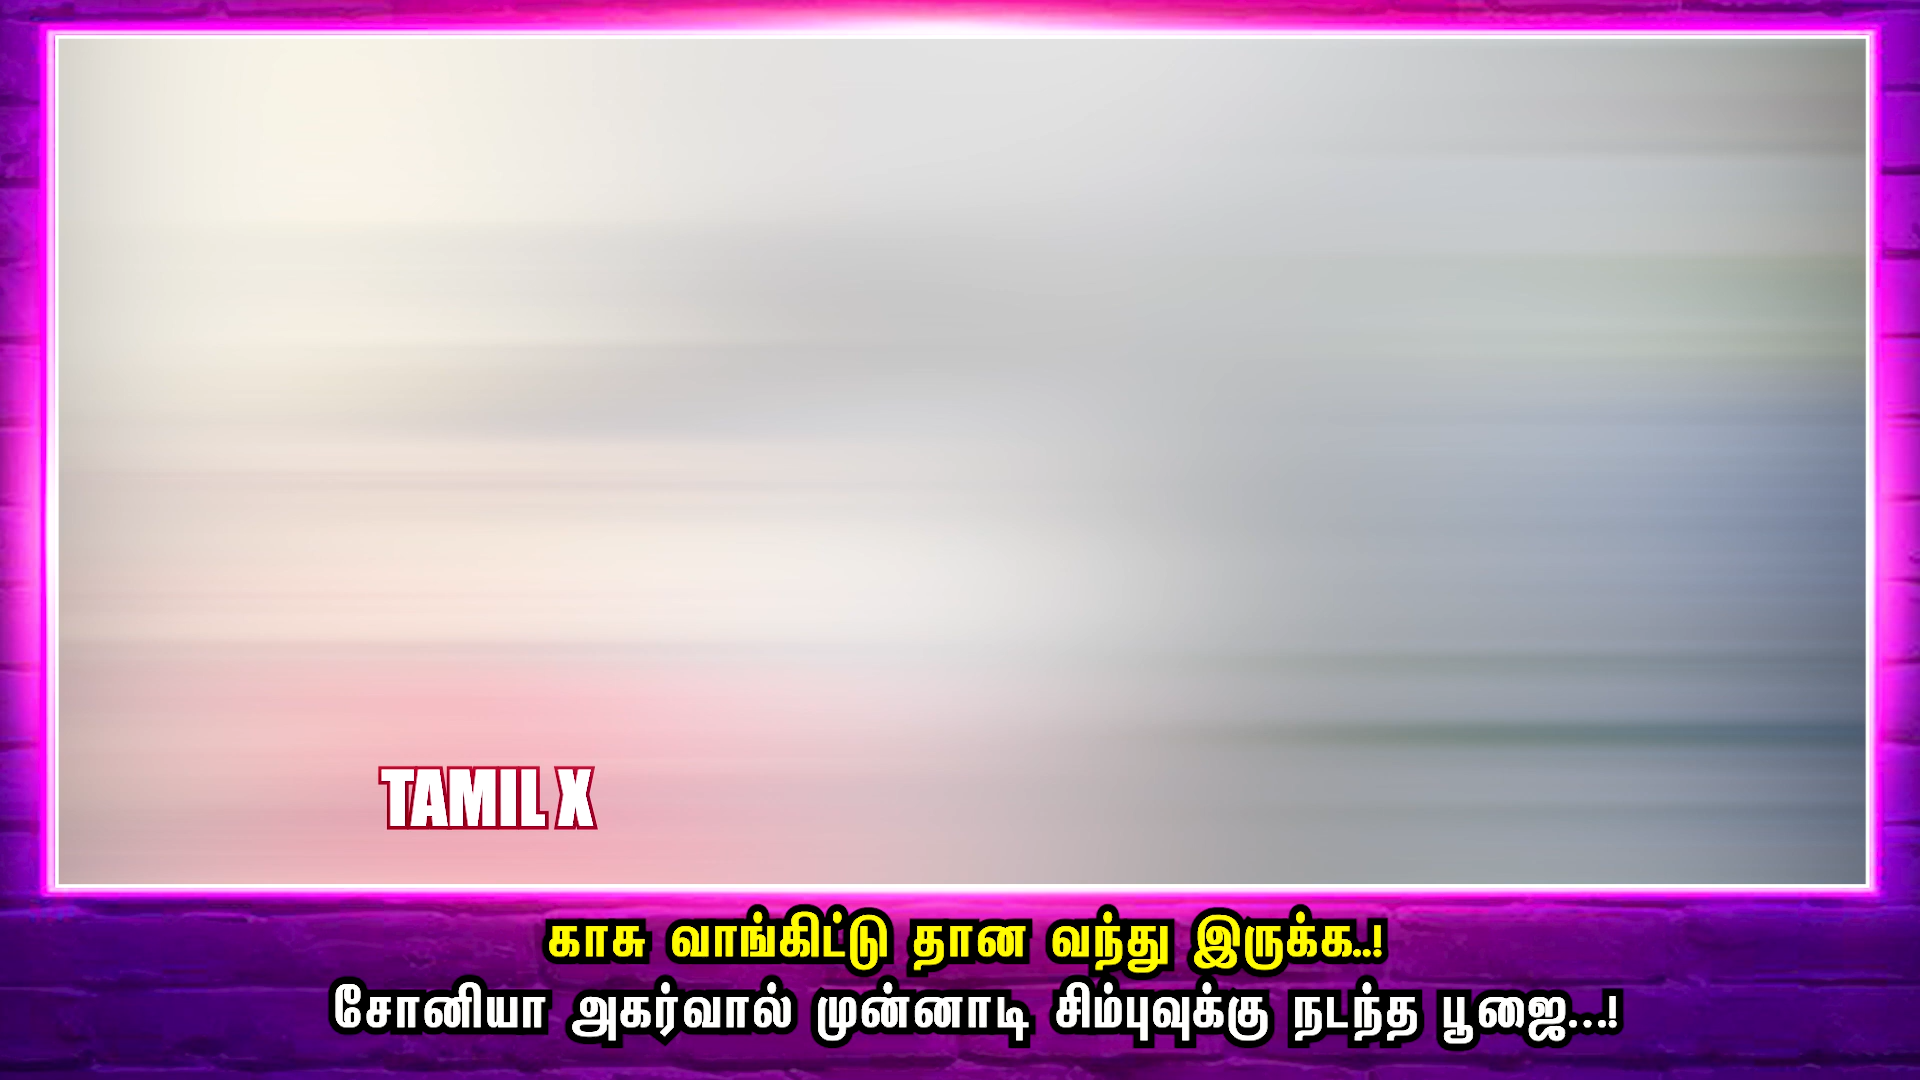 TAMIL X
காசு வாங்கிட்டு தான வந்து இருக்க..!
சோனியா அகர்வால் முன்னாடி சிம்புவுக்கு நடந்த பூஜை...!